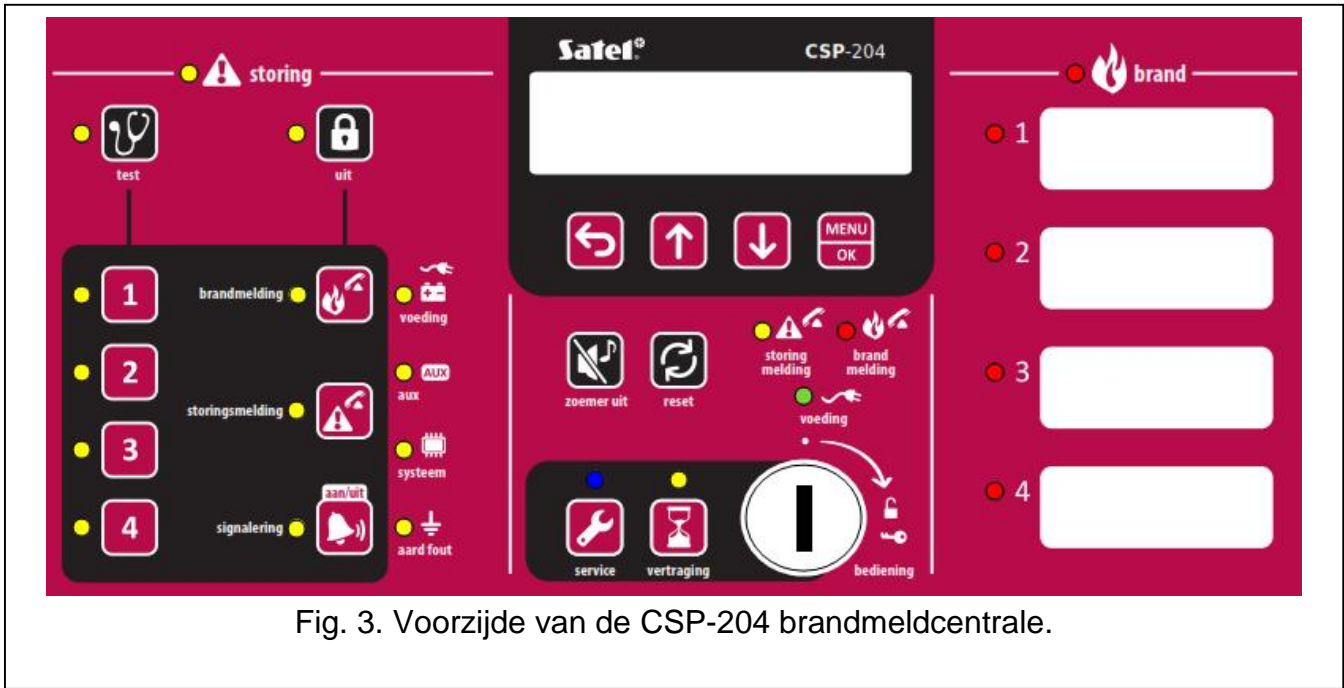 storing
test
uit
1
2
3
4
brandmelding
storingsmelding
aan/uit
signalering
voeding
AUX
aux
systeem
aard fout
Satel®
CSP-204
MENU
OK
zoemer uit
reset
storing
melding
brand
melding
voeding
service
vertraging
bediening
brand
1
2
3
4
Fig. 3. Voorzijde van de CSP-204 brandmeldcentrale.